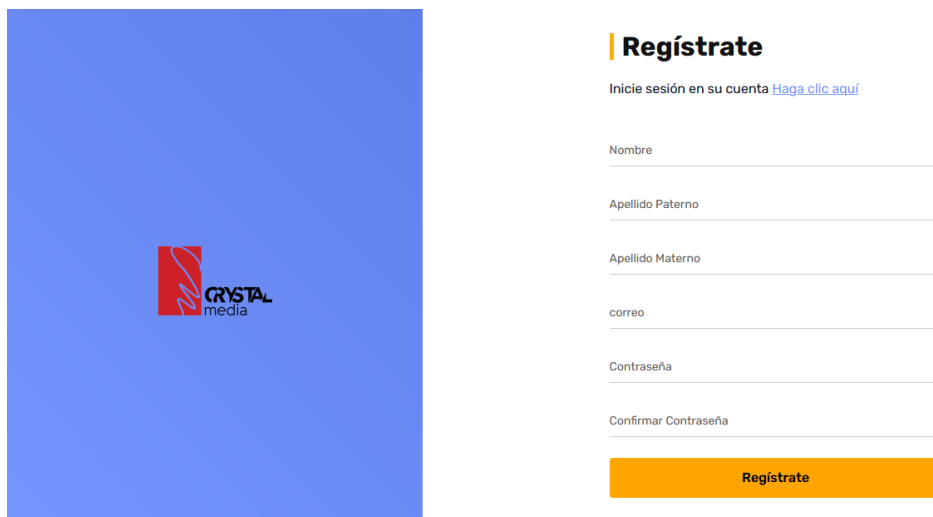 CRYSTAL
media
Regístrate
Inicie sesión en su cuenta Haga clic aquí
Nombre
Apellido Paterno
Apellido Materno
correo
Contraseña
Confirmar Contraseña
Regístrate